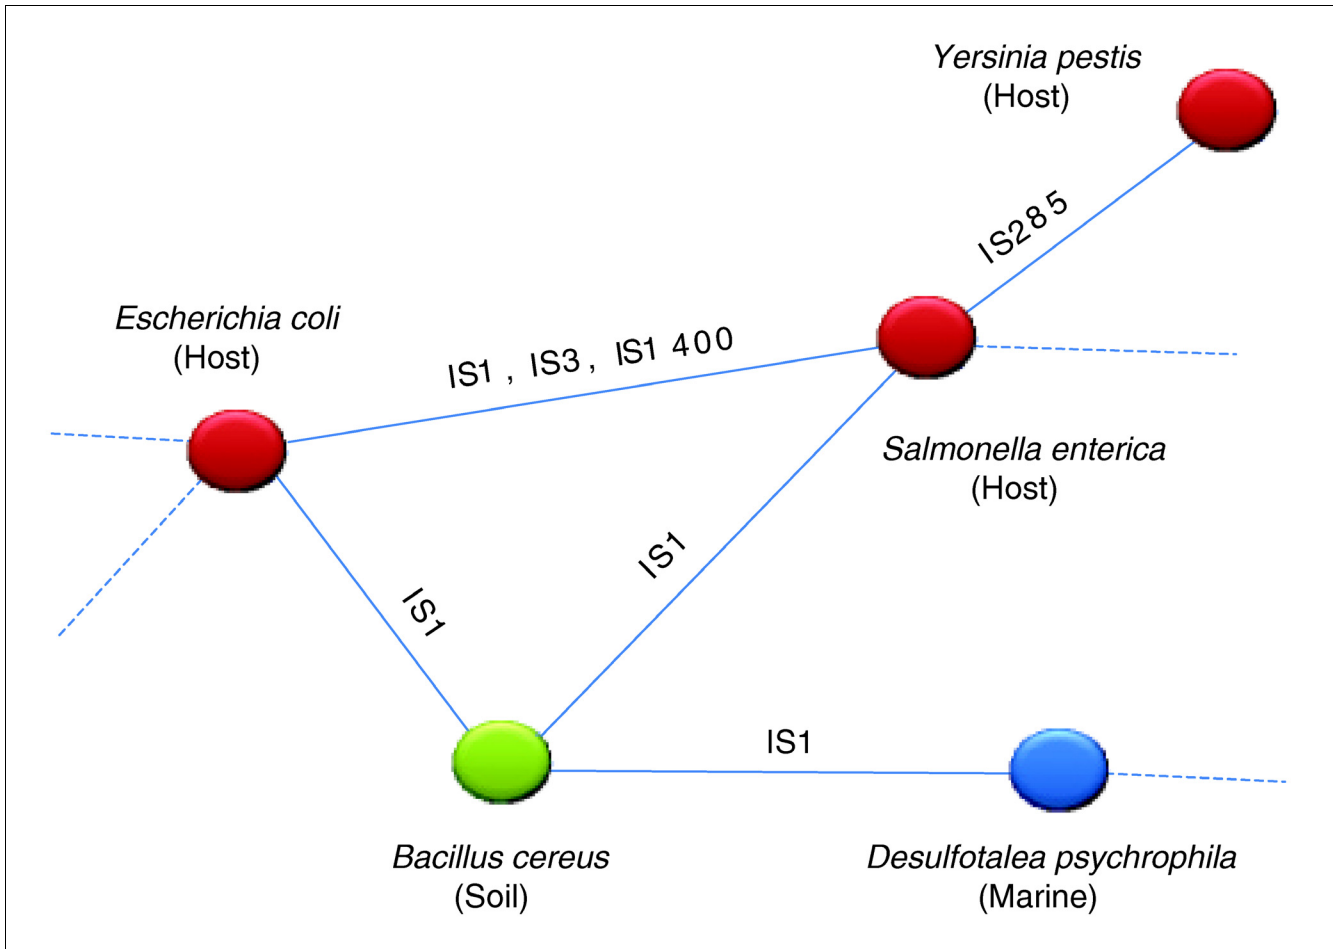 Yersinia pestis
(Host)
IS285
Escherichia coli
(Host)
IS1 , IS3 , IS1 400
Salmonella enterica
(Host)
IS1
IS1
IS1
Bacillus cereus
(Soil)
Desulfotalea psychrophila
(Marine)